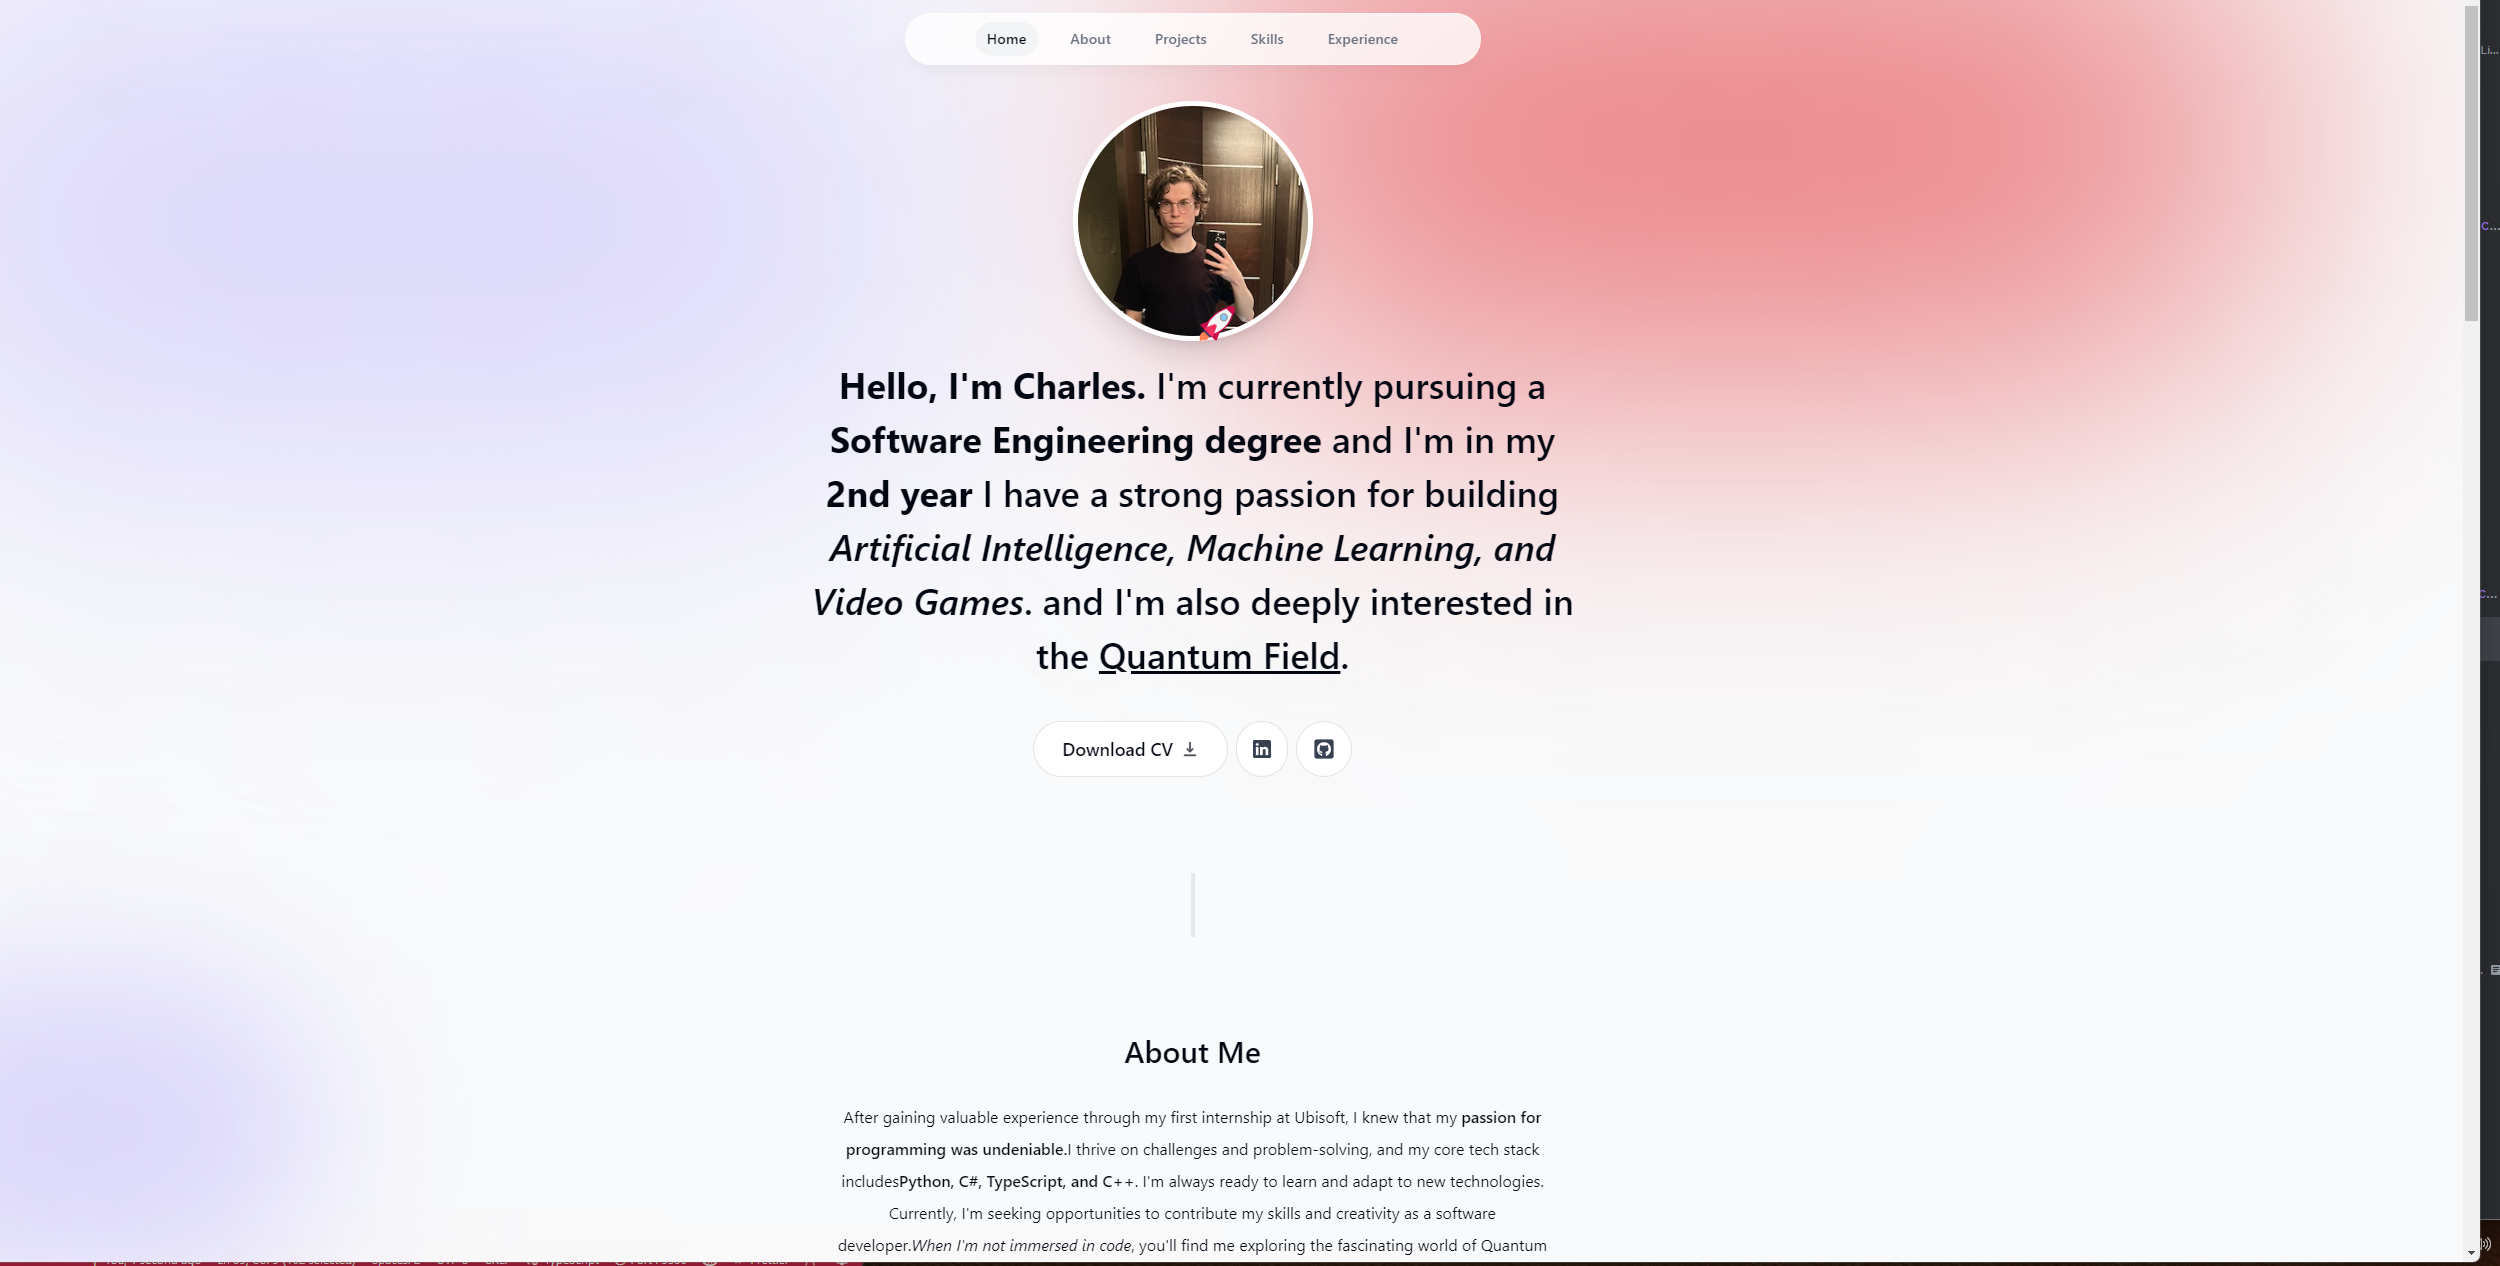 Home About Projects Skills Experience
Hello, I'm Charles. I'm currently pursuing a
Software Engineering degree and I'm in my
2nd year I have a strong passion for building
Artificial Intelligence, Machine Learning, and
Video Games. and I'm also deeply interested in
the Quantum Field.
Download CV
in
About Me
After gaining valuable experience through my first internship at Ubisoft, I knew that my passion for
programming was undeniable.I thrive on challenges and problem-solving, and my core tech stack
includesPython, C#, TypeScript, and C++. I'm always ready to learn and adapt to new technologies.
Currently, I'm seeking opportunities to contribute my skills and creativity as a software
developer.When I'm not immersed in code, you'll find me exploring the fascinating world of Quantum